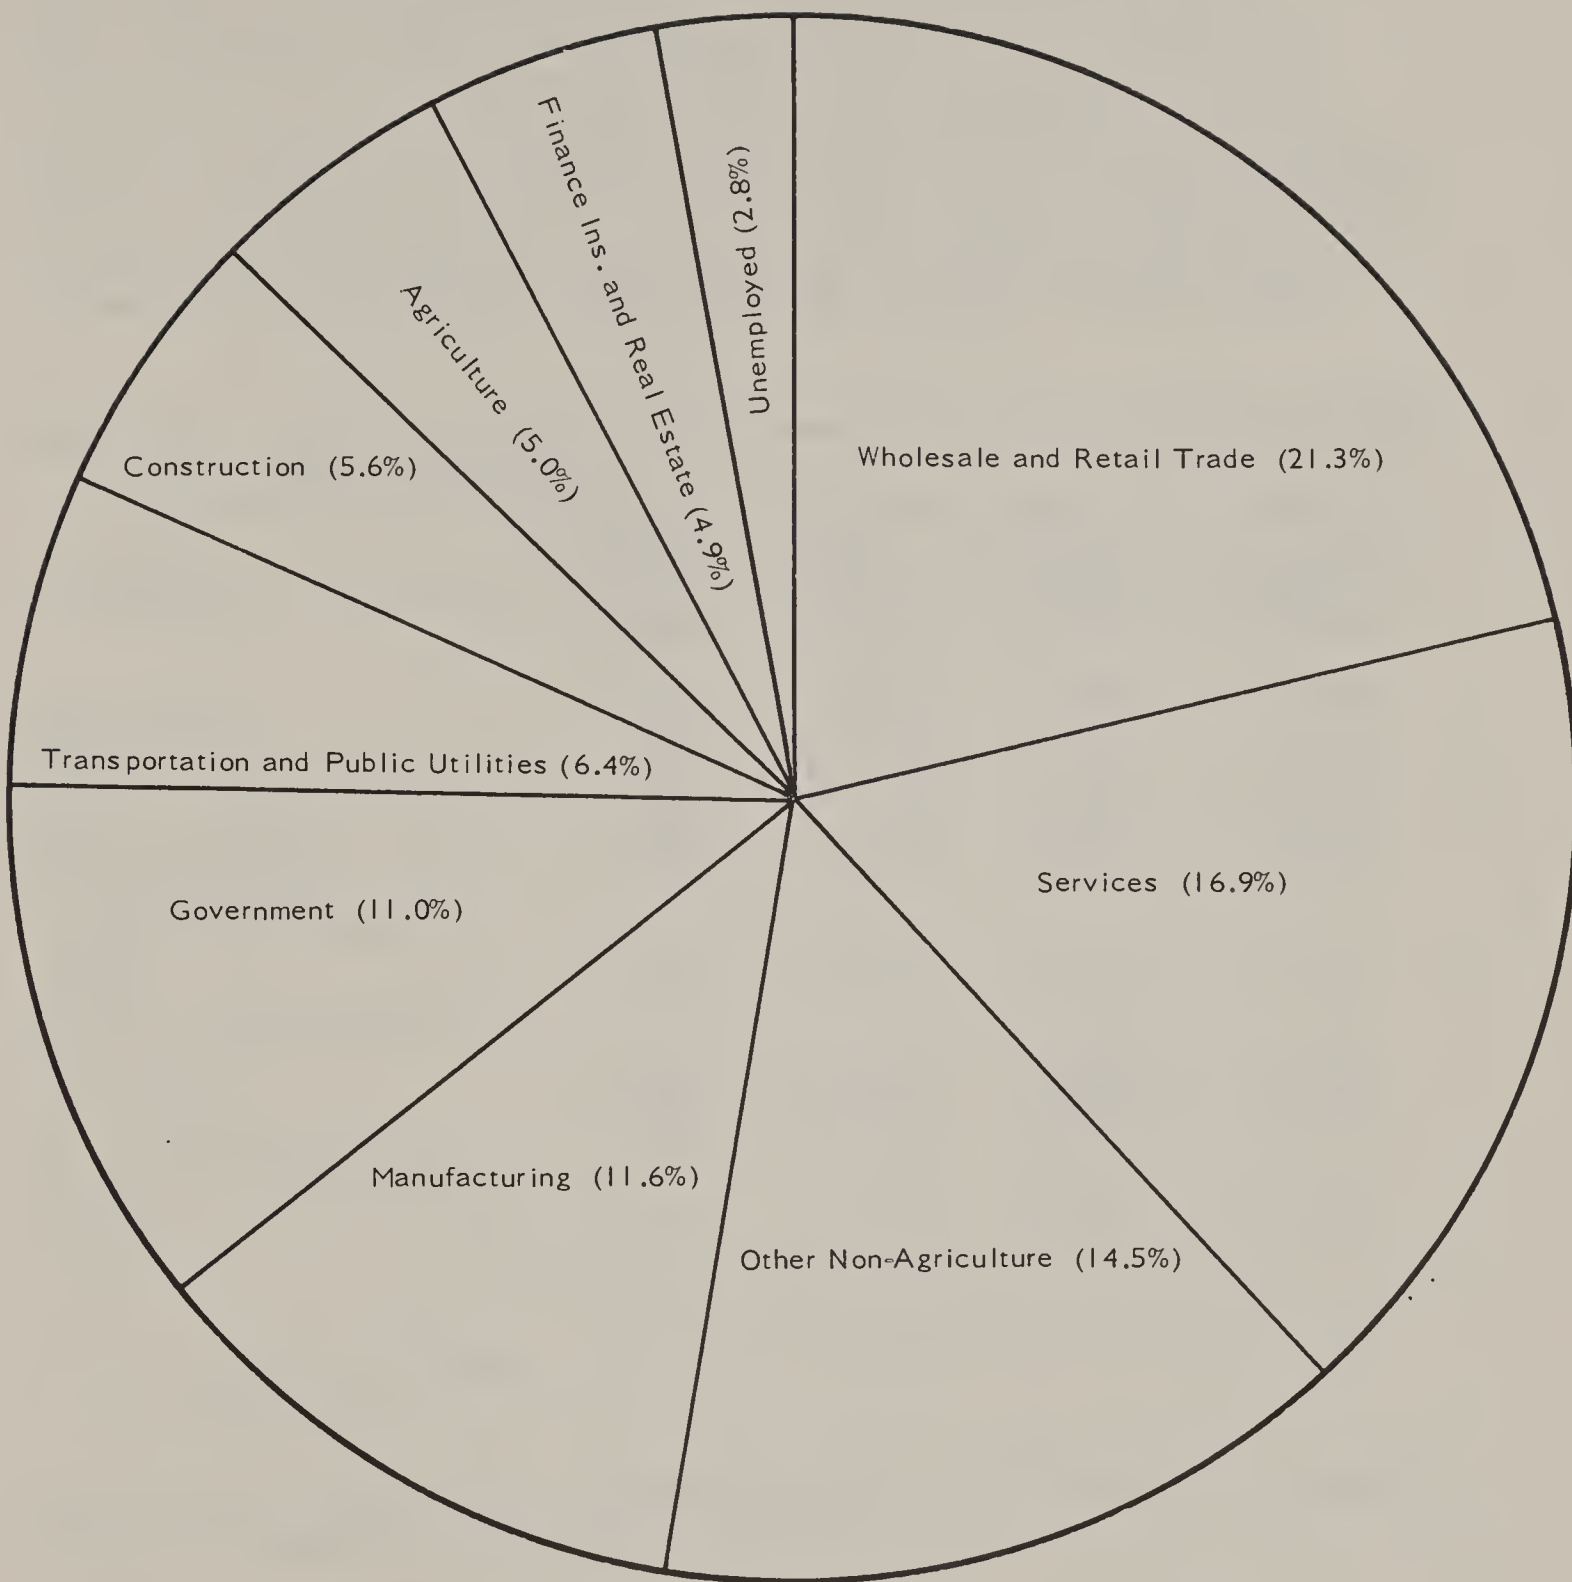 Unemployed (2.8%)
Finance Ins. and Real Estate (4.9%)
Agriculture (5.0%)
Construction (5.6%)
Wholesale and Retail Trade (21.3%)
Transportation and Public Utilities (6.4%)
Services (16.9%)
Government (11.0%)
Manufacturing (11.6%)
Other Non-Agriculture (14.5%)